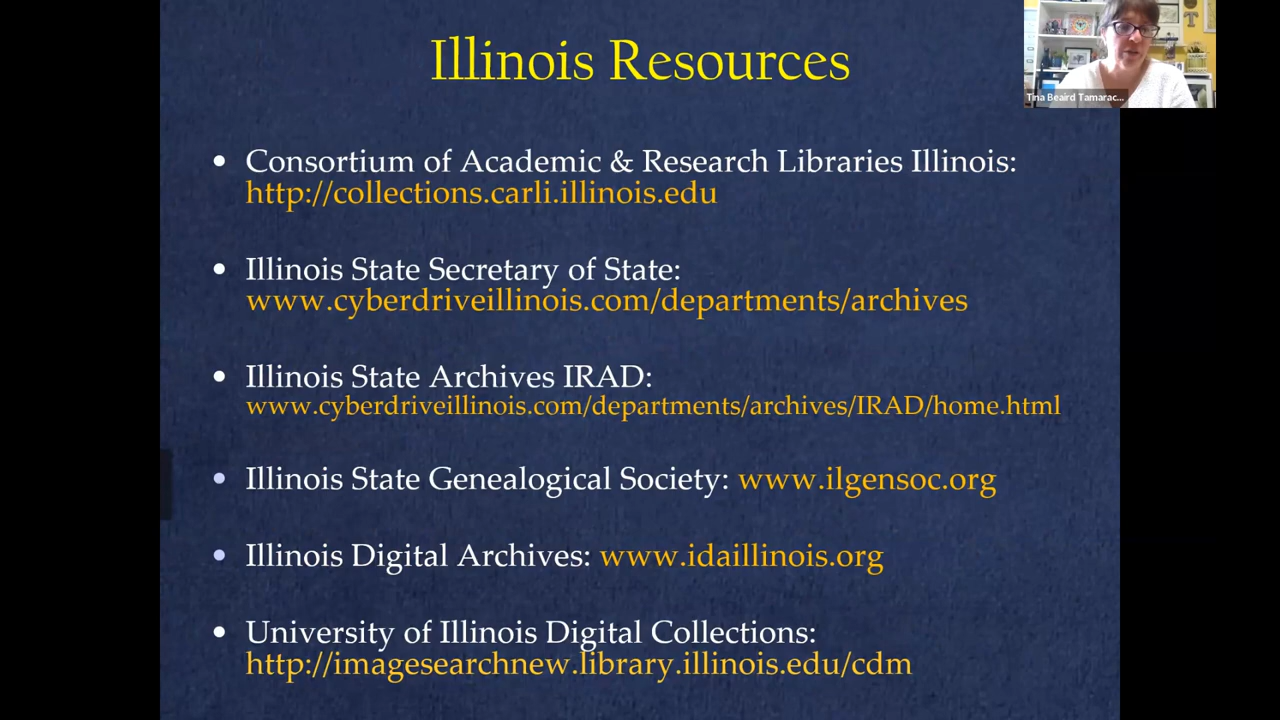 Illinois Resources
Tina Beaird Tamarac...
• Consortium of Academic & Research Libraries Illinois:
http://collections.carli.illinois.edu
• Illinois State Secretary of State:
www.cyberdriveillinois.com/departments/archives
• Illinois State Archives IRAD:
www.cyberdriveillinois.com/departments/archives/IRAD/home.html
• Illinois State Genealogical Society: www.ilgensoc.org
• Illinois Digital Archives: www.idaillinois.org
• University of Illinois Digital Collections:
http://imagesearchnew.library.illinois.edu/cdm